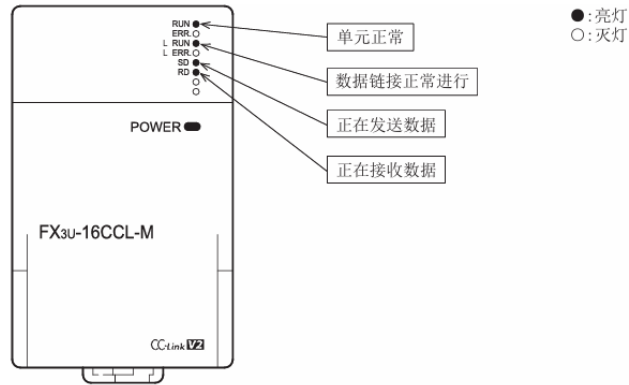 RUN
ERR.
L RUN
L ERR.
SD
RD
单元正常
数据链接正常进行
正在发送数据
正在接收数据
●:亮灯
○:灭灯
POWER
FX3U-16CCL-M
CC-Link V2